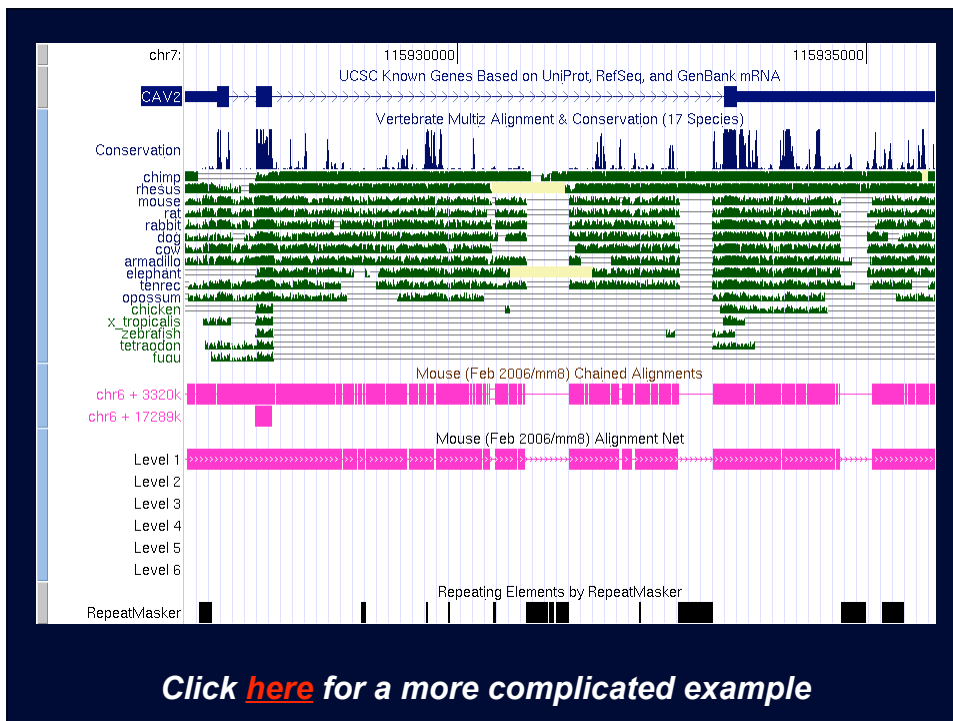 chr7: 115930000 115935000
UCSC Known Genes Based on UniProt, RefSeq, and GenBank mRNA
CAV2
Vertebrate Multiz Alignment & Conservation (17 Species)
Conservation
chimp
rhesus
mouse
rat
rabbit
dog
cow
armadillo
elephant
tenrec
opossum
chicken
x_tropicalis
zebrafish
tetraodon
fugu
Mouse (Feb 2006/mm8) Chained Alignments
chr6 + 3320k
chr6 + 17289k
Mouse (Feb 2006/mm8) Alignment Net
Level 1
Level 2
Level 3
Level 4
Level 5
Level 6
Repeating Elements by RepeatMasker
RepeatMasker
Click here for a more complicated example